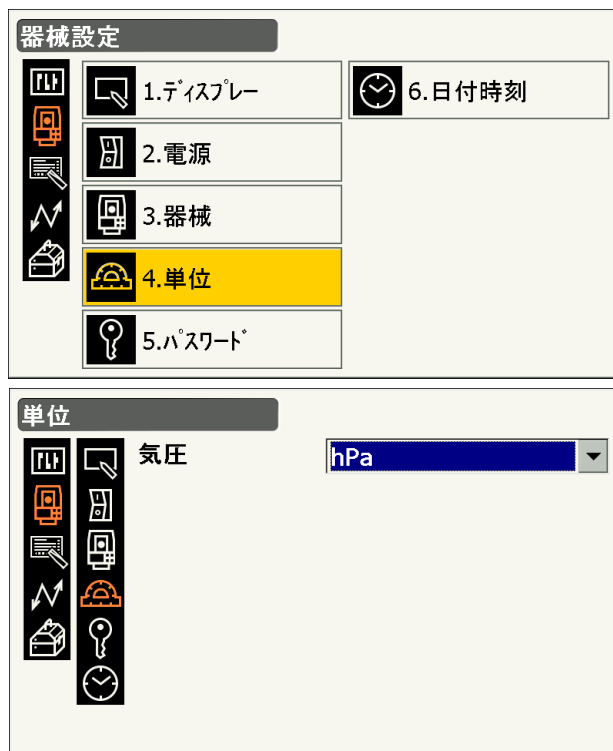 器械設定
1.ﾃﾞｨｽﾌﾟﾚｰ
6.日付時刻
2.電源
3.器械
4.単位
5.ﾊﾟｽﾜｰﾄﾞ
単位
気圧
hPa